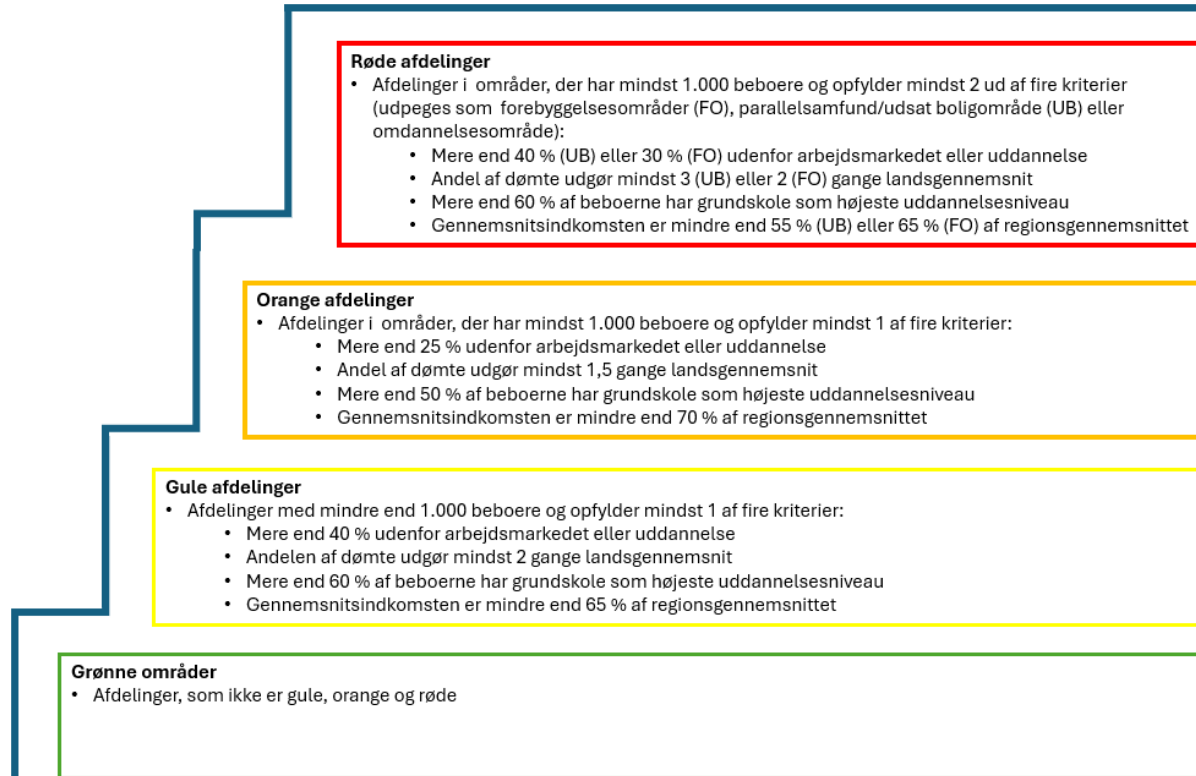 Røde afdelinger
• Afdelinger i områder, der har mindst 1.000 beboere og opfylder mindst 2 ud af fire kriterier
(udpeges som forebyggelsesområder (FO), parallelsamfund/udsat boligområde (UB) eller
omdannelsesområde):
• Mere end 40 % (UB) eller 30 % (FO) udenfor arbejdsmarkedet eller uddannelse
• Andel af dømte udgør mindst 3 (UB) eller 2 (FO) gange landsgennemsnit
• Mere end 60 % af beboerne har grundskole som højeste uddannelsesniveau
• Gennemsnitsindkomsten er mindre end 55 % (UB) eller 65 % (FO) af regionsgennemsnittet
Orange afdelinger
• Afdelinger i områder, der har mindst 1.000 beboere og opfylder mindst 1 af fire kriterier:
• Mere end 25 % udenfor arbejdsmarkedet eller uddannelse
• Andel af dømte udgør mindst 1,5 gange landsgennemsnit
• Mere end 50 % af beboerne har grundskole som højeste uddannelsesniveau
• Gennemsnitsindkomsten er mindre end 70 % af regionsgennemsnittet
Gule afdelinger
• Afdelinger med mindre end 1.000 beboere og opfylder mindst 1 af fire kriterier:
• Mere end 40 % udenfor arbejdsmarkedet eller uddannelse
• Andelen af dømte udgør mindst 2 gange landsgennemsnit
• Mere end 60 % af beboerne har grundskole som højeste uddannelsesniveau
• Gennemsnitsindkomsten er mindre end 65 % af regionsgennemsnittet
Grønne områder
• Afdelinger, som ikke er gule, orange og røde